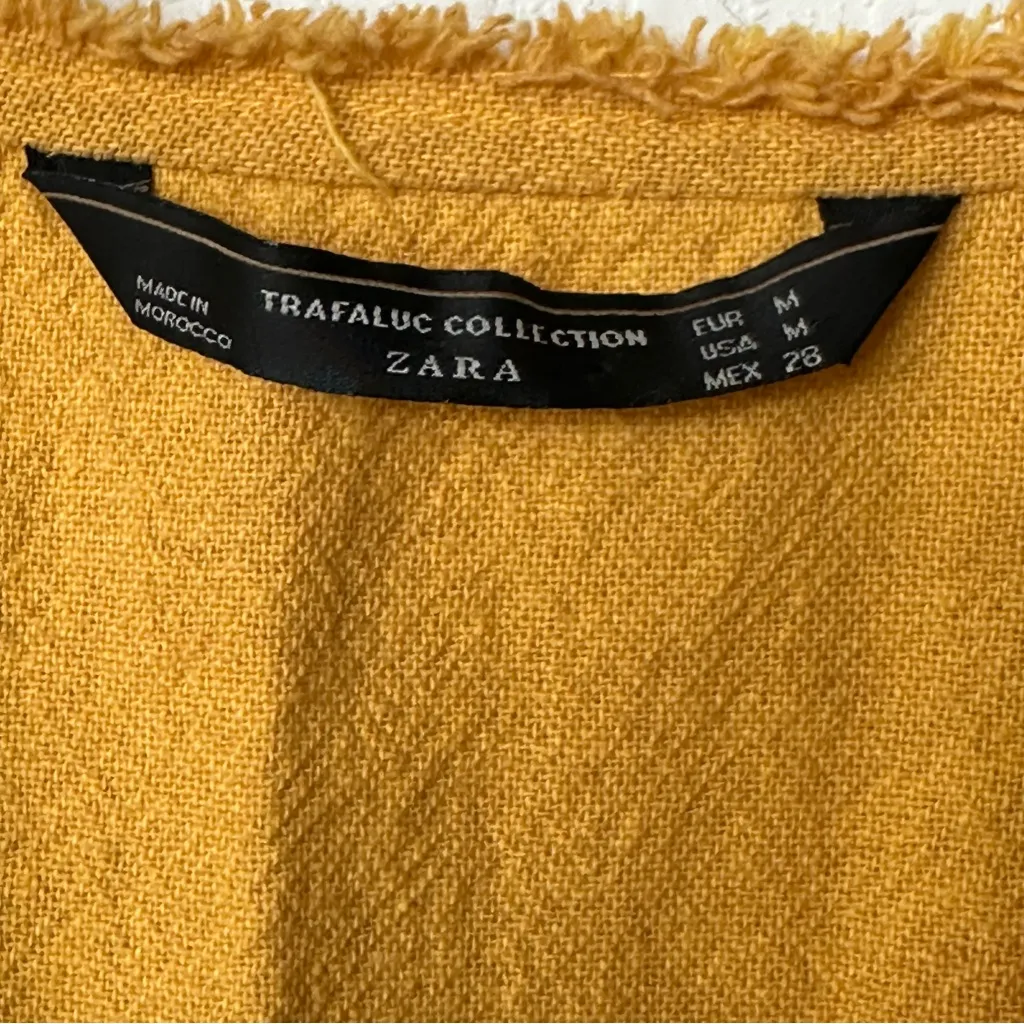 MADE IN
MOROCCO
TRAFALUC COLLECTION
ZARA
EUR M
USA M
MEX 28